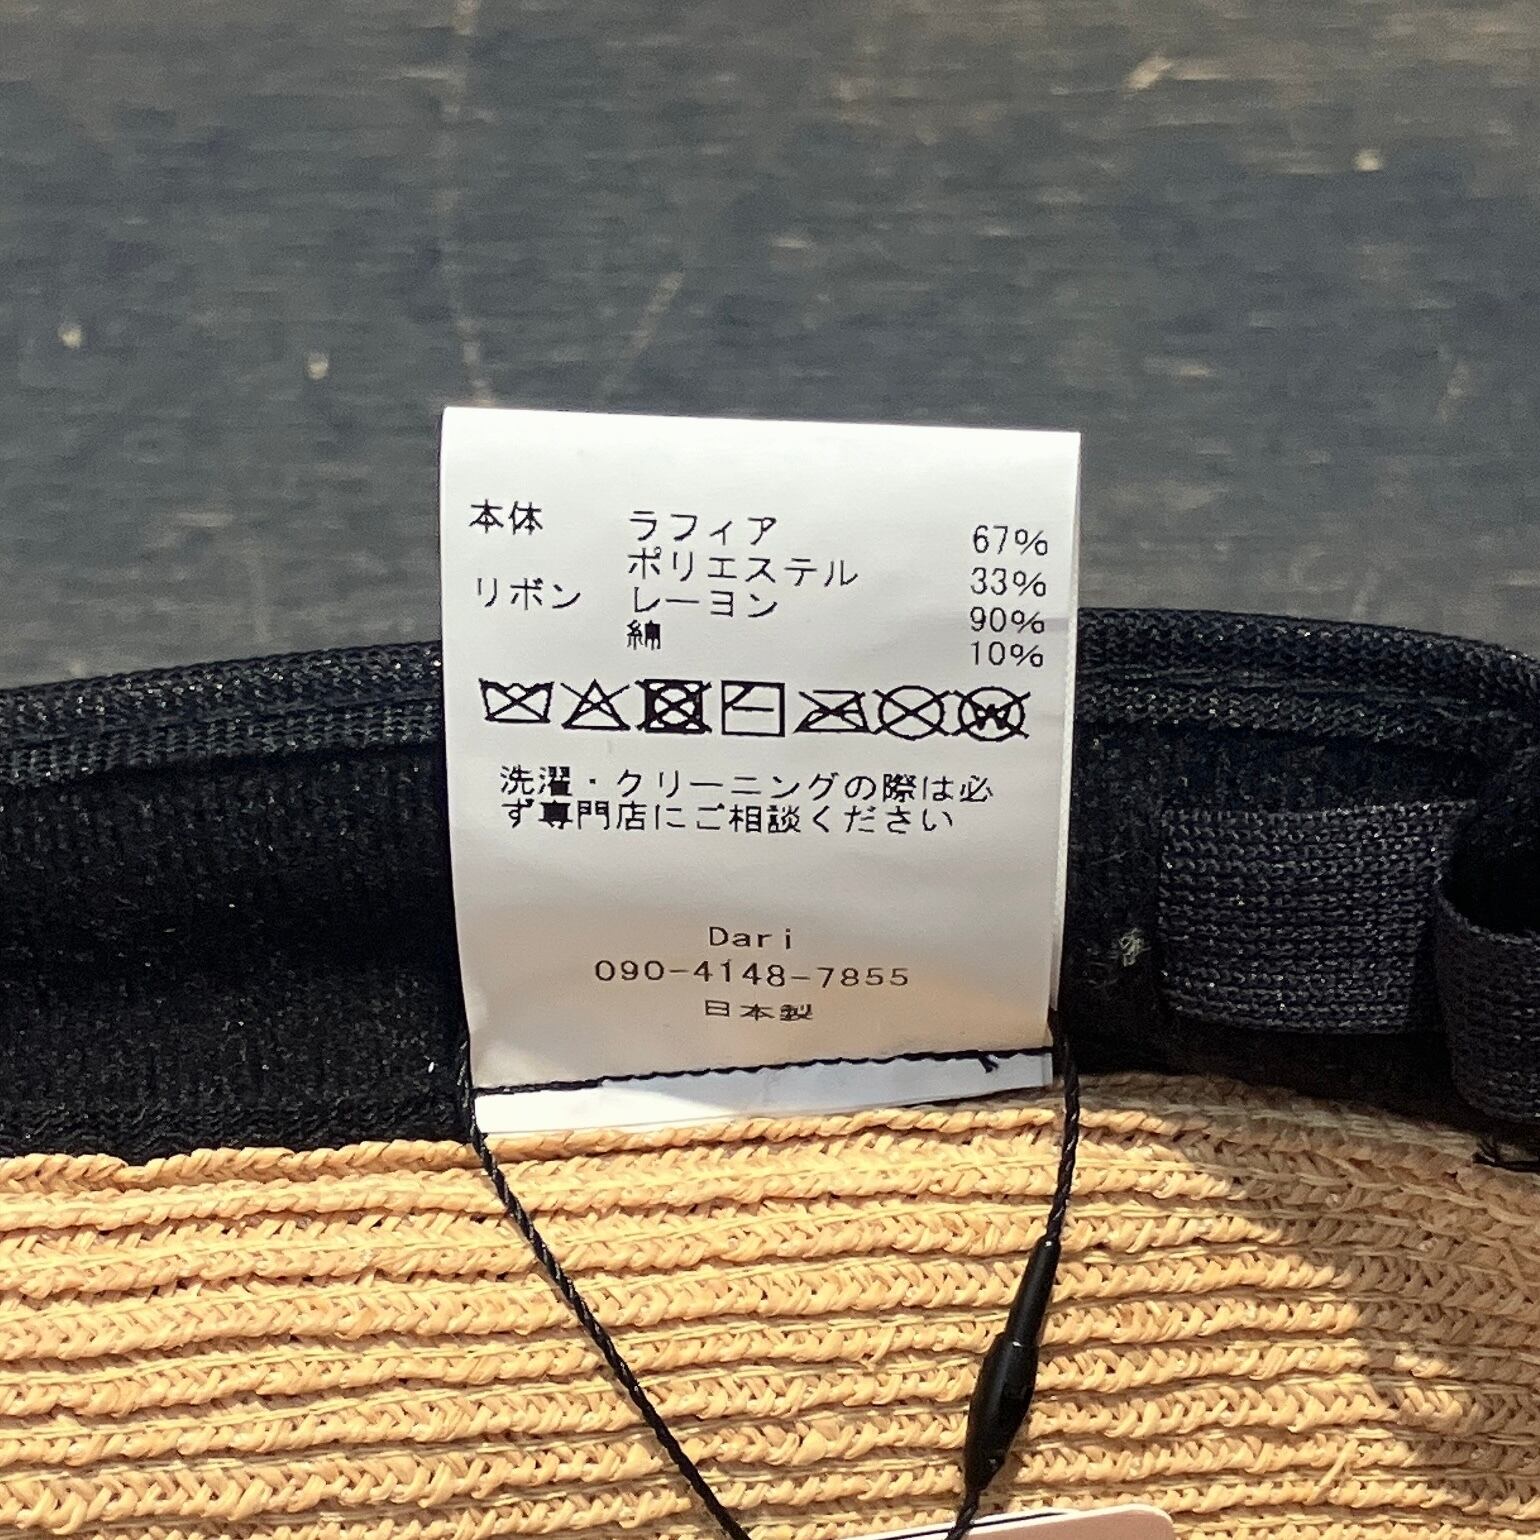 本体 ラフィア 67%
ポリエステル 33%
リボン レーヨン 90%
綿 10%
W
洗濯・クリーニングの際は必
ず専門店にご相談ください
Dari
090-4148-7855
日本製